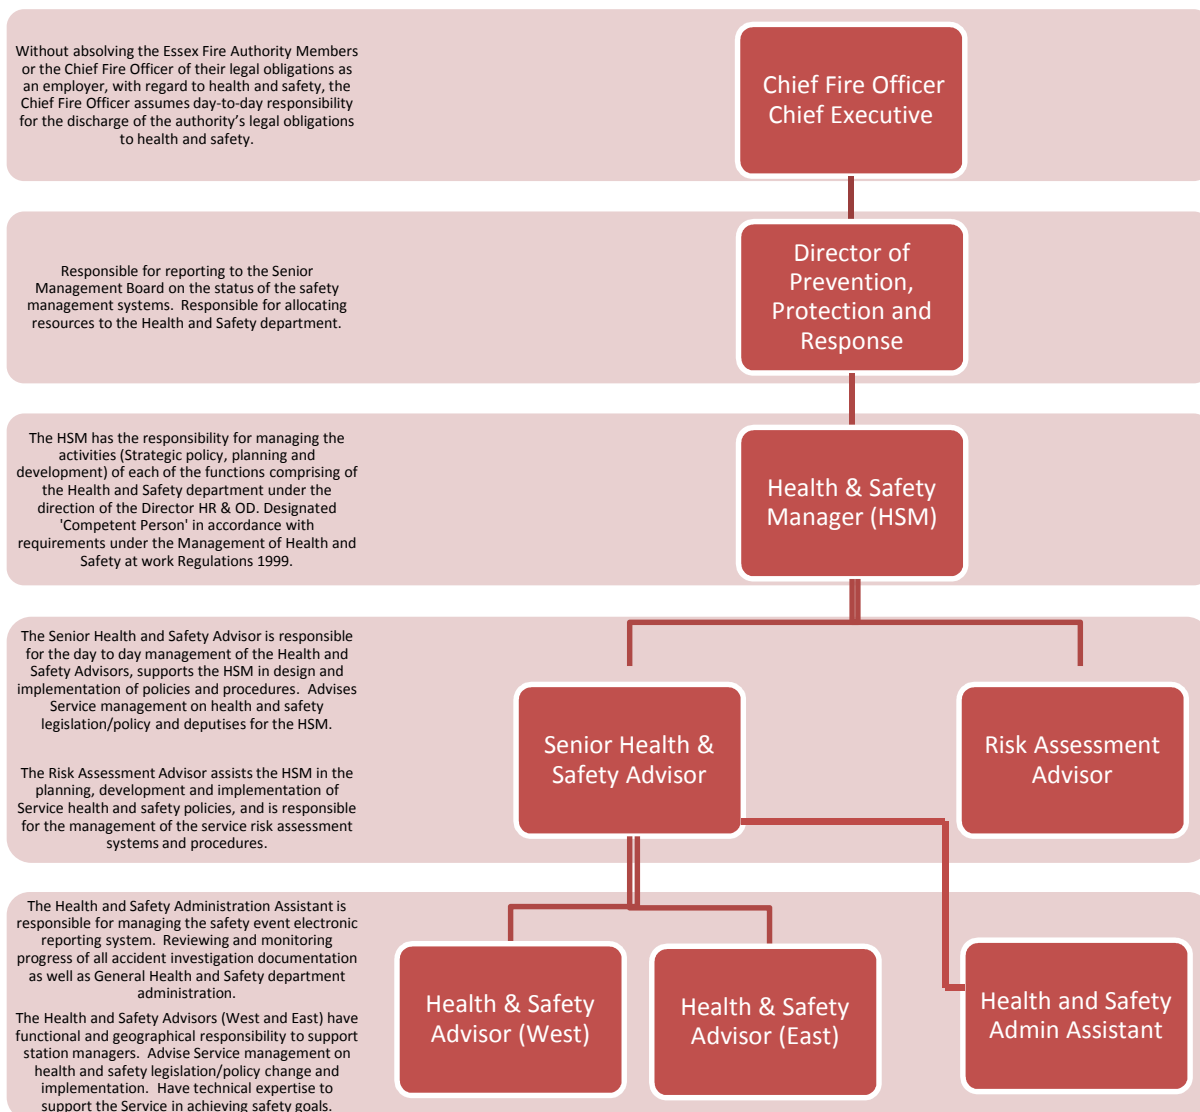 Without absolving the Essex Fire Authority Members
or the Chief Fire Officer of their legal obligations as
an employer, with regard to health and safety, the
Chief Fire Officer assumes day-to-day responsibility
for the discharge of the authority's legal obligations
to health and safety.
Chief Fire Officer
Chief Executive
Responsible for reporting to the Senior
Management Board on the status of the safety
management systems. Responsible for allocating
resources to the Health and Safety department.
Director of
Prevention,
Protection and
Response
The HSM has the responsibility for managing the
activities (Strategic policy, planning and
development) of each of the functions comprising of
the Health and Safety department under the
direction of the Director HR & OD. Designated
'Competent Person' in accordance with
requirements under the Management of Health and
Safety at work Regulations 1999.
Health & Safety
Manager (HSM)
The Senior Health and Safety Advisor is responsible
for the day to day management of the Health and
Safety Advisors, supports the HSM in design and
implementation of policies and procedures. Advises
Service management on health and safety
legislation/policy and deputises for the HSM.
The Risk Assessment Advisor assists the HSM in the
planning, development and implementation of
Service health and safety policies, and is responsible
for the management of the service risk assessment
systems and procedures.
Senior Health &
Safety Advisor
Risk Assessment
Advisor
The Health and Safety Administration Assistant is
responsible for managing the safety event electronic
reporting system. Reviewing and monitoring
progress of all accident investigation documentation
as well as General Health and Safety department
administration.
The Health and Safety Advisors (West and East) have
functional and geographical responsibility to support
station managers. Advise Service management on
health and safety legislation/policy change and
implementation. Have technical expertise to
support the Service in achieving safety goals.
Health & Safety
Advisor (West)
Health & Safety
Advisor (East)
Health and Safety
Admin Assistant